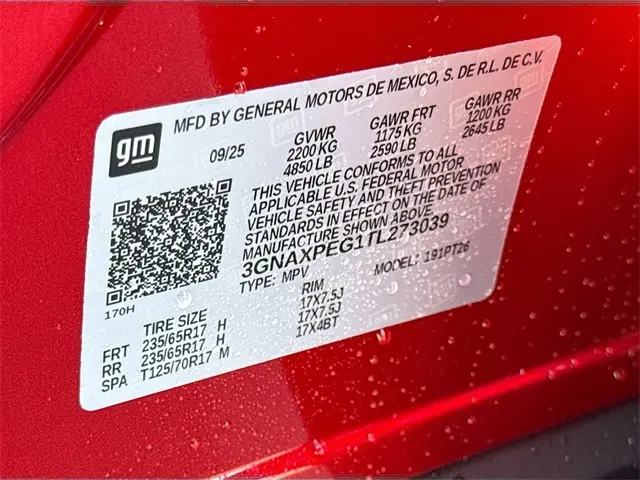 gm
MFD BY GENERAL MOTORS DE MEXICO, S. DE R.L. DE C.V.
09/25 GVWR GAWR FRT GAWR RR
2200 KG 1175 KG 1200 KG
4850 LB 2590 LB 2645 LB
THIS VEHICLE CONFORMS TO ALL
APPLICABLE U.S. FEDERAL MOTOR
VEHICLE SAFETY AND THEFT PREVENTION
STANDARDS IN EFFECT ON THE DATE OF
MANUFACTURE SHOWN ABOVE.
3GNAXPEG1TL273039
TYPE: MPV MODEL: 191PT26
170H
TIRE SIZE RIM
FRT 235/65R17 H 17X7.5J
RR 235/65R17 H 17X7.5J
SPA T125/70R17 M 17X4BT